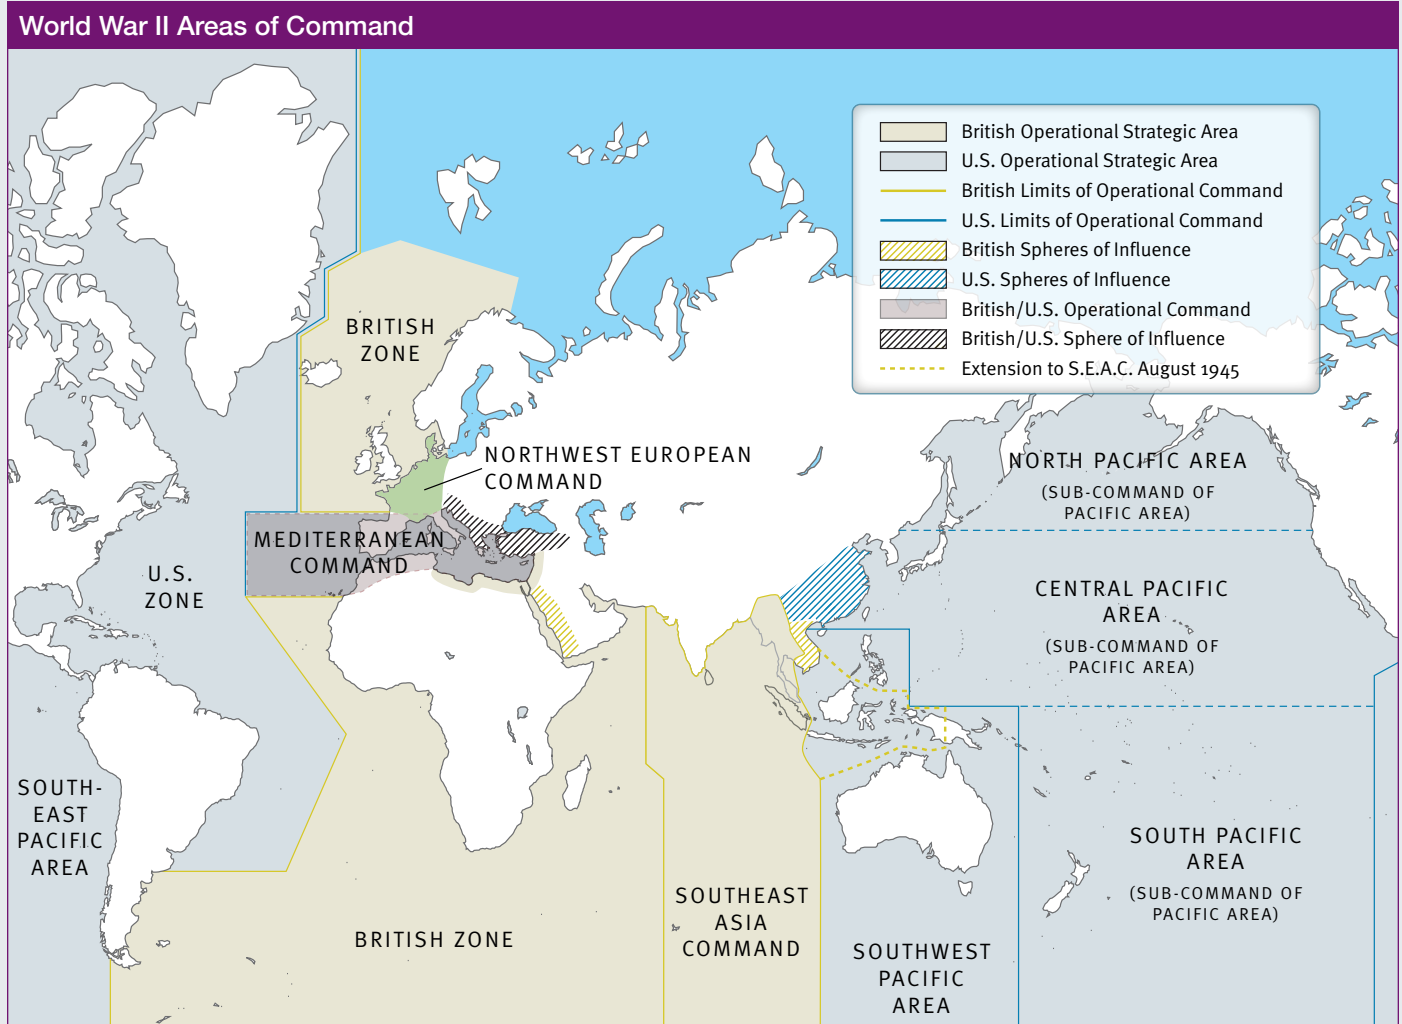 World War II Areas of Command
British Operational Strategic Area
U.S. Operational Strategic Area
British Limits of Operational Command
U.S. Limits of Operational Command
British Spheres of Influence
U.S. Spheres of Influence
British/U.S. Operational Command
British/U.S. Sphere of Influence
Extension to S.E.A.C. August 1945
BRITISH
ZONE
NORTHWEST EUROPEAN
COMMAND
NORTH PACIFIC AREA
(SUB-COMMAND OF
PACIFIC AREA)
MEDITERRANEAN
COMMAND
U.S.
ZONE
CENTRAL PACIFIC
AREA
(SUB-COMMAND OF
PACIFIC AREA)
SOUTH-
EAST
PACIFIC
AREA
SOUTH PACIFIC
AREA
(SUB-COMMAND OF
PACIFIC AREA)
SOUTHEAST
ASIA
COMMAND
BRITISH ZONE
SOUTHWEST
PACIFIC
AREA